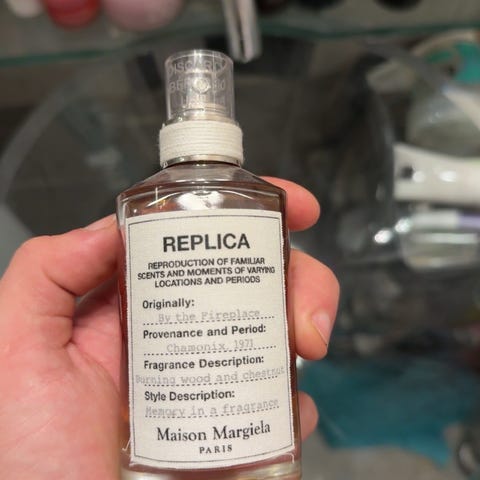 REPLICA
REPRODUCTION OF FAMILIAR
SCENTS AND MOMENTS OF VARYING
LOCATIONS AND PERIODS
Originally:
By the Fireplace
Provenance and Period:
Chamonix, 1971
Fragrance Description:
Burning wood and chestnut
Style Description:
Memory in a fragrance
Maison Margiela
PARIS